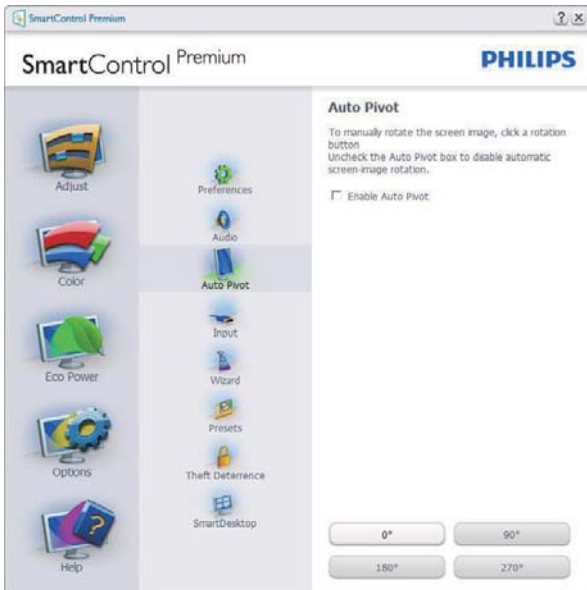 SmartControl Premium
? x
SmartControl Premium
PHILIPS
Adjust
Color
Eco Power
Options
Help
Preferences
Audio
Auto Pivot
Input
Wizard
Presets
Theft Deterrence
SmartDesktop
Auto Pivot
To manually rotate the screen image, click a rotation
button
Uncheck the Auto Pivot box to disable automatic
screen-image rotation.
Enable Auto Pivot
0° 90°
180° 270°